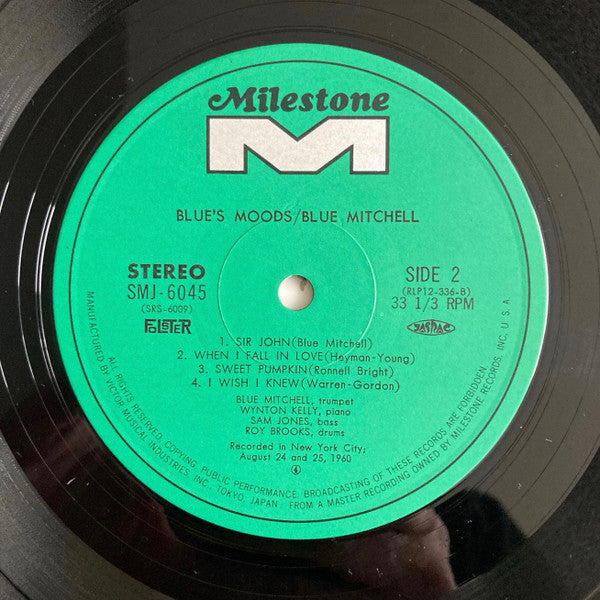 Milestone
M
BLUE'S MOODS/BLUE MITCHELL
STEREO
SMJ-6045
(SRS-6009)
POLSTER
SIDE 2
(RLP12-336-B)
33 1/3 RPM
JASRAC
1. SIR JOHN(Blue Mitchell)
2. WHEN I FALL IN LOVE(Heyman-Young)
3. SWEET PUMPKIN(Ronnell Bright)
4. I WISH I KNEW(Warren-Gordon)
BLUE MITCHELL, trumpet
WYNTON KELLY, piano
SAM JONES, bass
ROY BROOKS, drums
Recorded in New York City;
August 24 and 25, 1960
MANUFACTURED BY VICTOR MUSICAL INDUSTRIES, INC. TOKYO, JAPAN. FROM A MASTER RECORDING OWNED BY MILESTONE RECORDS, INC, U.S.A.
ALL RIGHTS RESERVED. COPYING, PUBLIC PERFORMANCE, BROADCASTING OF THESE RECORDS ARE FORBIDDEN.